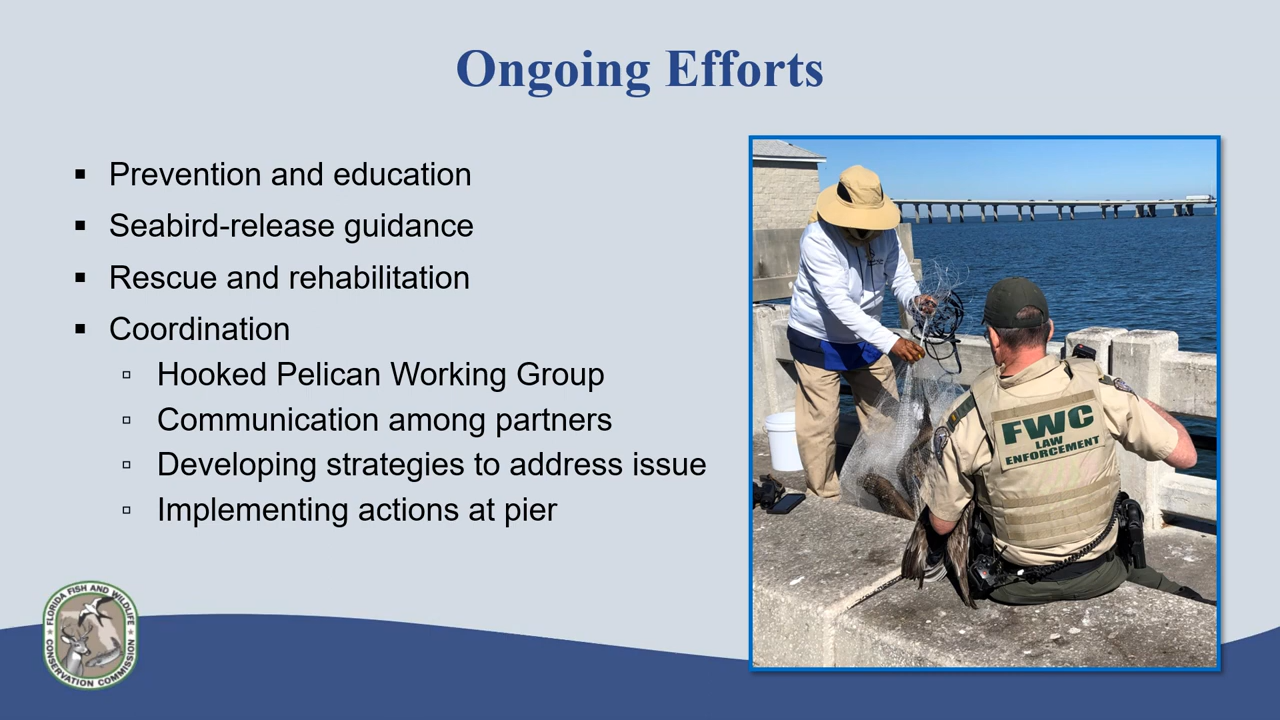 Ongoing Efforts
▪ Prevention and education
▪ Seabird-release guidance
▪ Rescue and rehabilitation
▪ Coordination
▫ Hooked Pelican Working Group
▫ Communication among partners
▫ Developing strategies to address issue
▫ Implementing actions at pier
FWC
LAW
ENFORCEMENT
FLORIDA FISH AND WILDLIFE
CONSERVATION COMMISSION